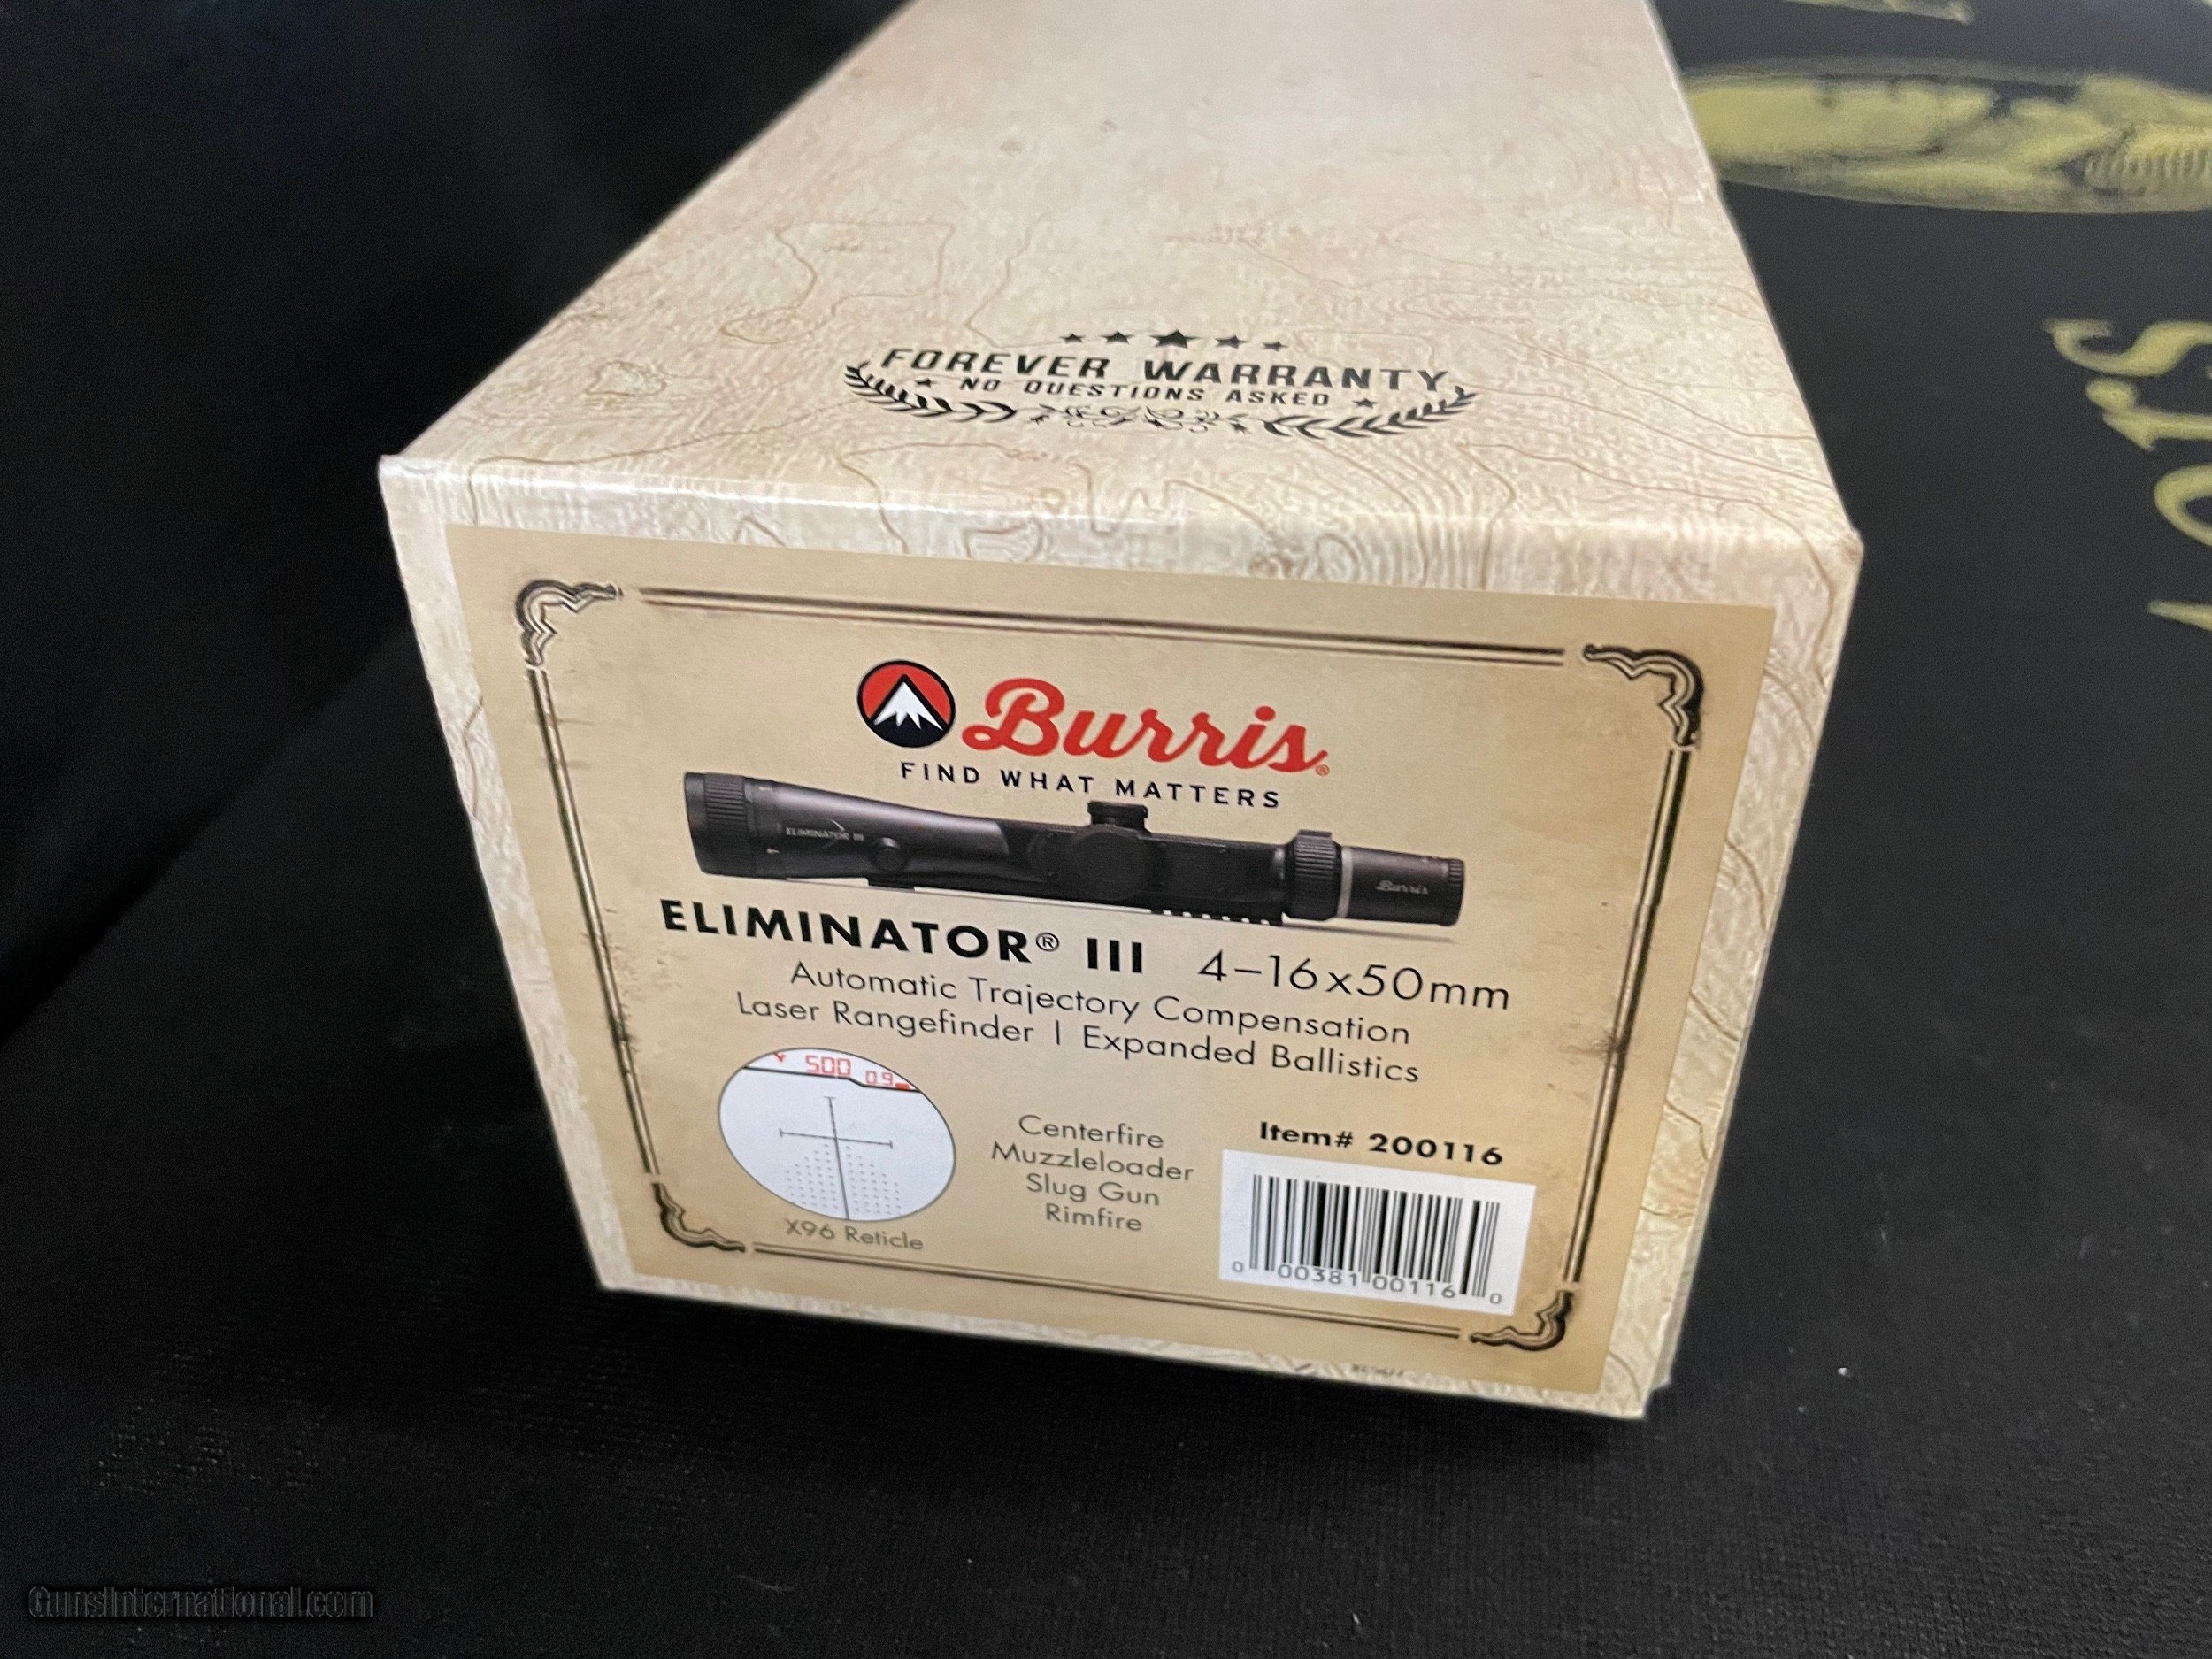 FOREVER WARRANTY
NO QUESTIONS ASKED
Burris®
FIND WHAT MATTERS
ELIMINATOR III
Burris
ELIMINATOR® III 4–16x50mm
Automatic Trajectory Compensation
Laser Rangefinder | Expanded Ballistics
500 0.9
X96 Reticle
Centerfire
Muzzleloader
Slug Gun
Rimfire
Item# 200116
0 00381 00116 0
GunsInternational.com